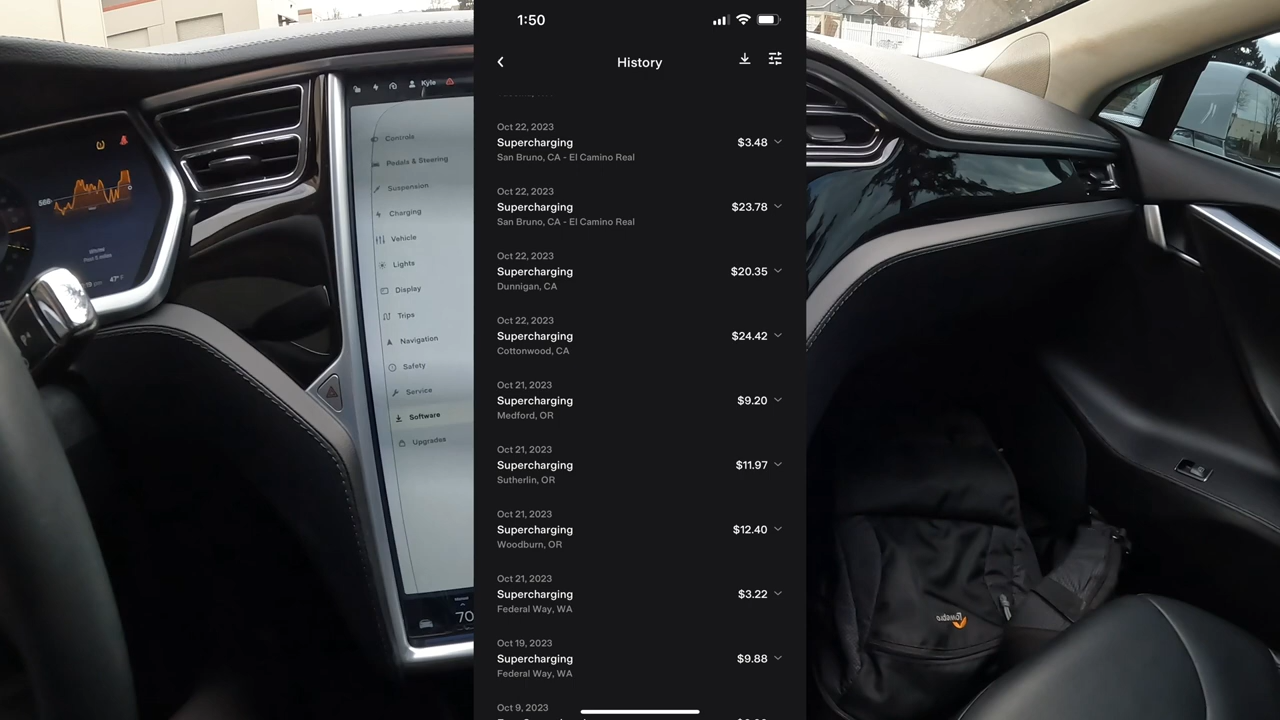 Kyle
Controls
Pedals & Steering
Suspension
Charging
Vehicle
Lights
Display
Trips
Navigation
Safety
Service
Software
Upgrades
70
47°
1:50
History
Oct 22, 2023
Supercharging
$3.48
San Bruno, CA - El Camino Real
Oct 22, 2023
Supercharging
$23.78
San Bruno, CA - El Camino Real
Oct 22, 2023
Supercharging
$20.35
Dunnigan, CA
Oct 22, 2023
Supercharging
$24.42
Cottonwood, CA
Oct 21, 2023
Supercharging
$9.20
Medford, OR
Oct 21, 2023
Supercharging
$11.97
Sutherlin, OR
Oct 21, 2023
Supercharging
$12.40
Woodburn, OR
Oct 21, 2023
Supercharging
$3.22
Federal Way, WA
Oct 19, 2023
Supercharging
$9.88
Federal Way, WA
Oct 9, 2023